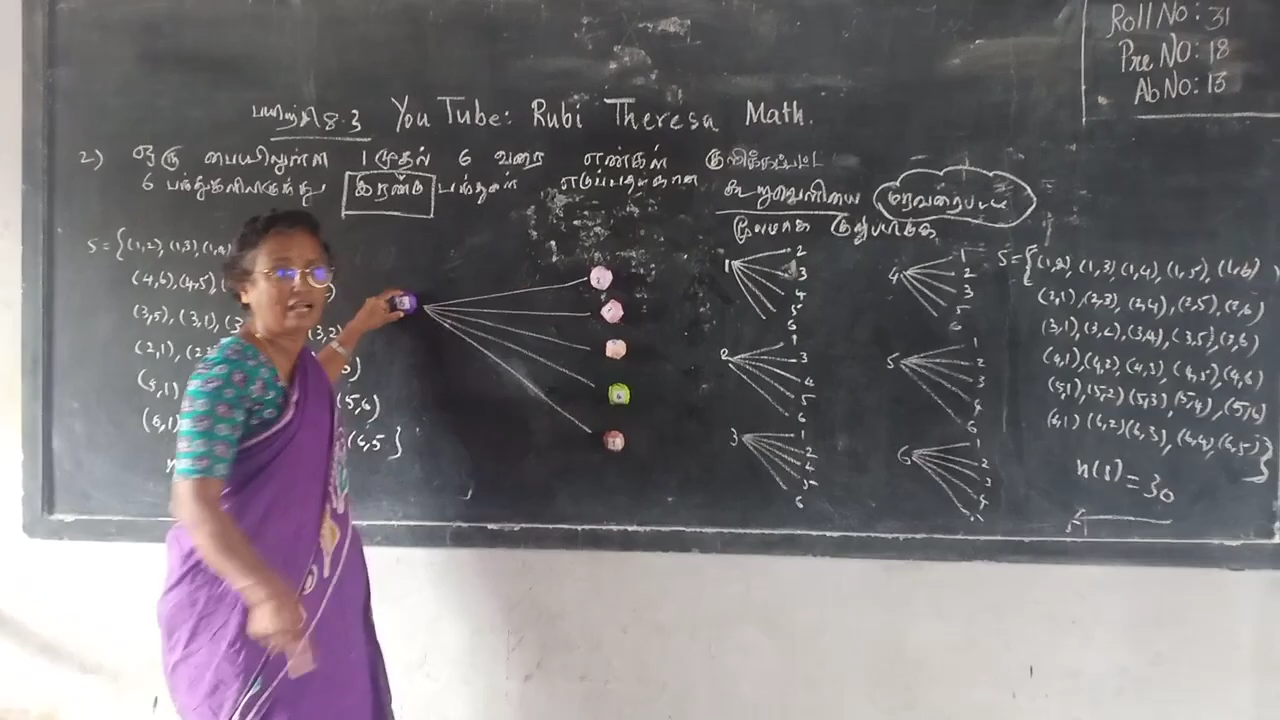 Roll No: 31
Pre NO: 18
Ab No: 13
பயிற்சி 8.3 You Tube: Rubi Theresa Math.
2) ஒரு பையிலுள்ள 1 முதல் 6 வரை எண்கள் குறிக்கப்பட்ட
6 பந்துகளிலிருந்து இரண்டு பந்துகள் எடுப்பதற்கான கூறுவெளியை மரவரைபடம்
மூலமாக குறிப்பிடுக
S = {(1,2), (1,3), (1,4)
(4,6), (4,5),
(3,5), (3,1), (3,2)
(2,1),
(5,1) (5,6)
(6,1) (6,5)}
1 2 3 4 5 6
2 1 3 4 5 6
3 1 2 4 5 6
4 1 2 3 5 6
5 1 2 3 4 6
6 1 2 3 4
S = {(1,2), (1,3) (1,4), (1,5), (1,6)
(2,1), (2,3), (2,4), (2,5), (2,6)
(3,1), (3,2), (3,4), (3,5), (3,6)
(4,1), (4,2) (4,3), (4,5), (4,6)
(5,1), (5,2) (5,3), (5,4), (5,6)
(6,1) (6,2) (6,3), (6,4), (6,5)}
n(s) = 30